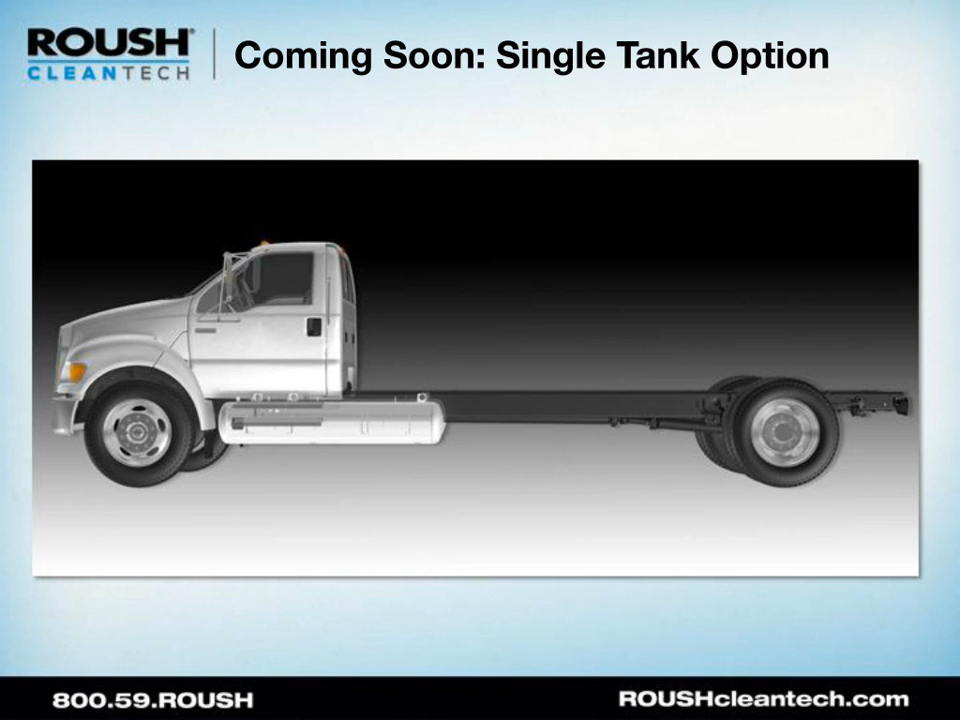 ROUSH®
CLEANTECH
Coming Soon: Single Tank Option
800.59.ROUSH
ROUSHcleantech.com